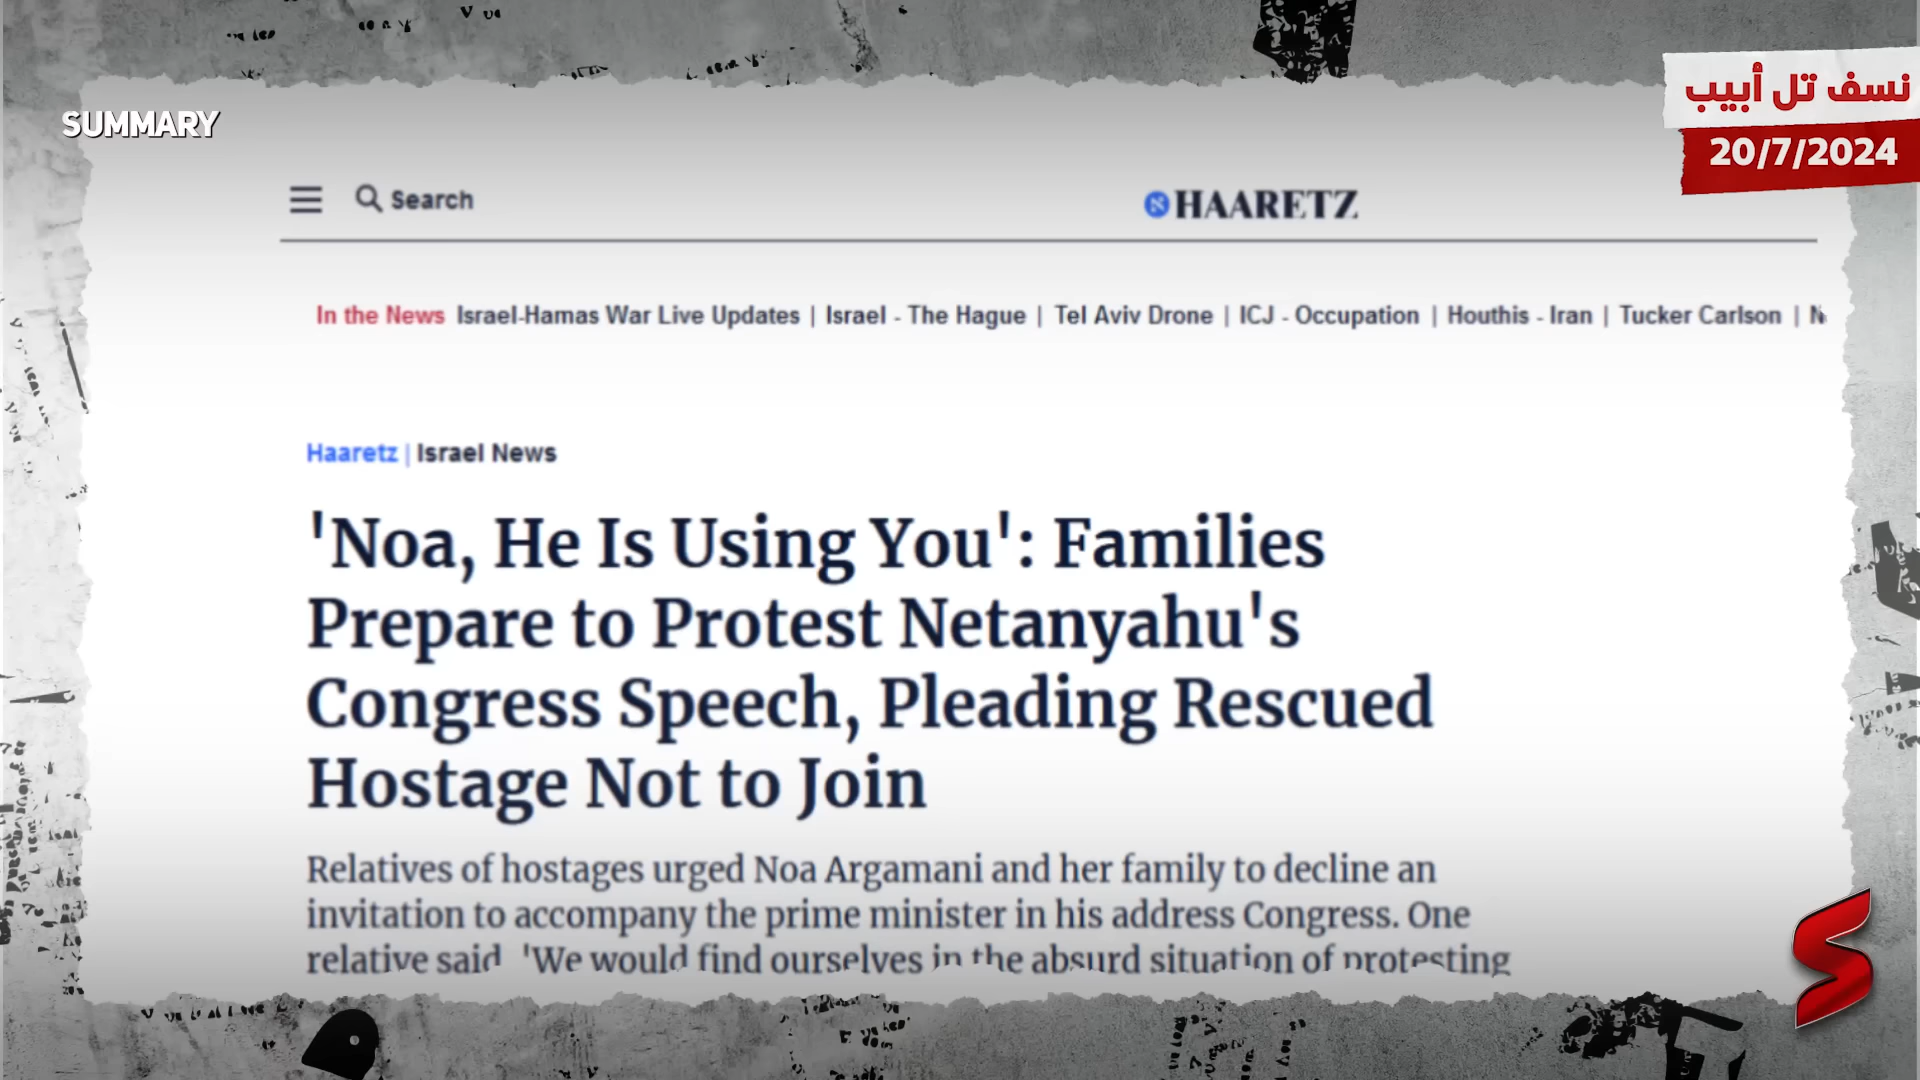 SUMMARY
نسف تل أبيب
20/7/2024
Search
HAARETZ
In the News Israel-Hamas War Live Updates | Israel - The Hague | Tel Aviv Drone | ICJ - Occupation | Houthis - Iran | Tucker Carlson |
Haaretz | Israel News
'Noa, He Is Using You': Families
Prepare to Protest Netanyahu's
Congress Speech, Pleading Rescued
Hostage Not to Join
Relatives of hostages urged Noa Argamani and her family to decline an
invitation to accompany the prime minister in his address Congress. One
relative said, 'We would find ourselves in the absurd situation of protesting